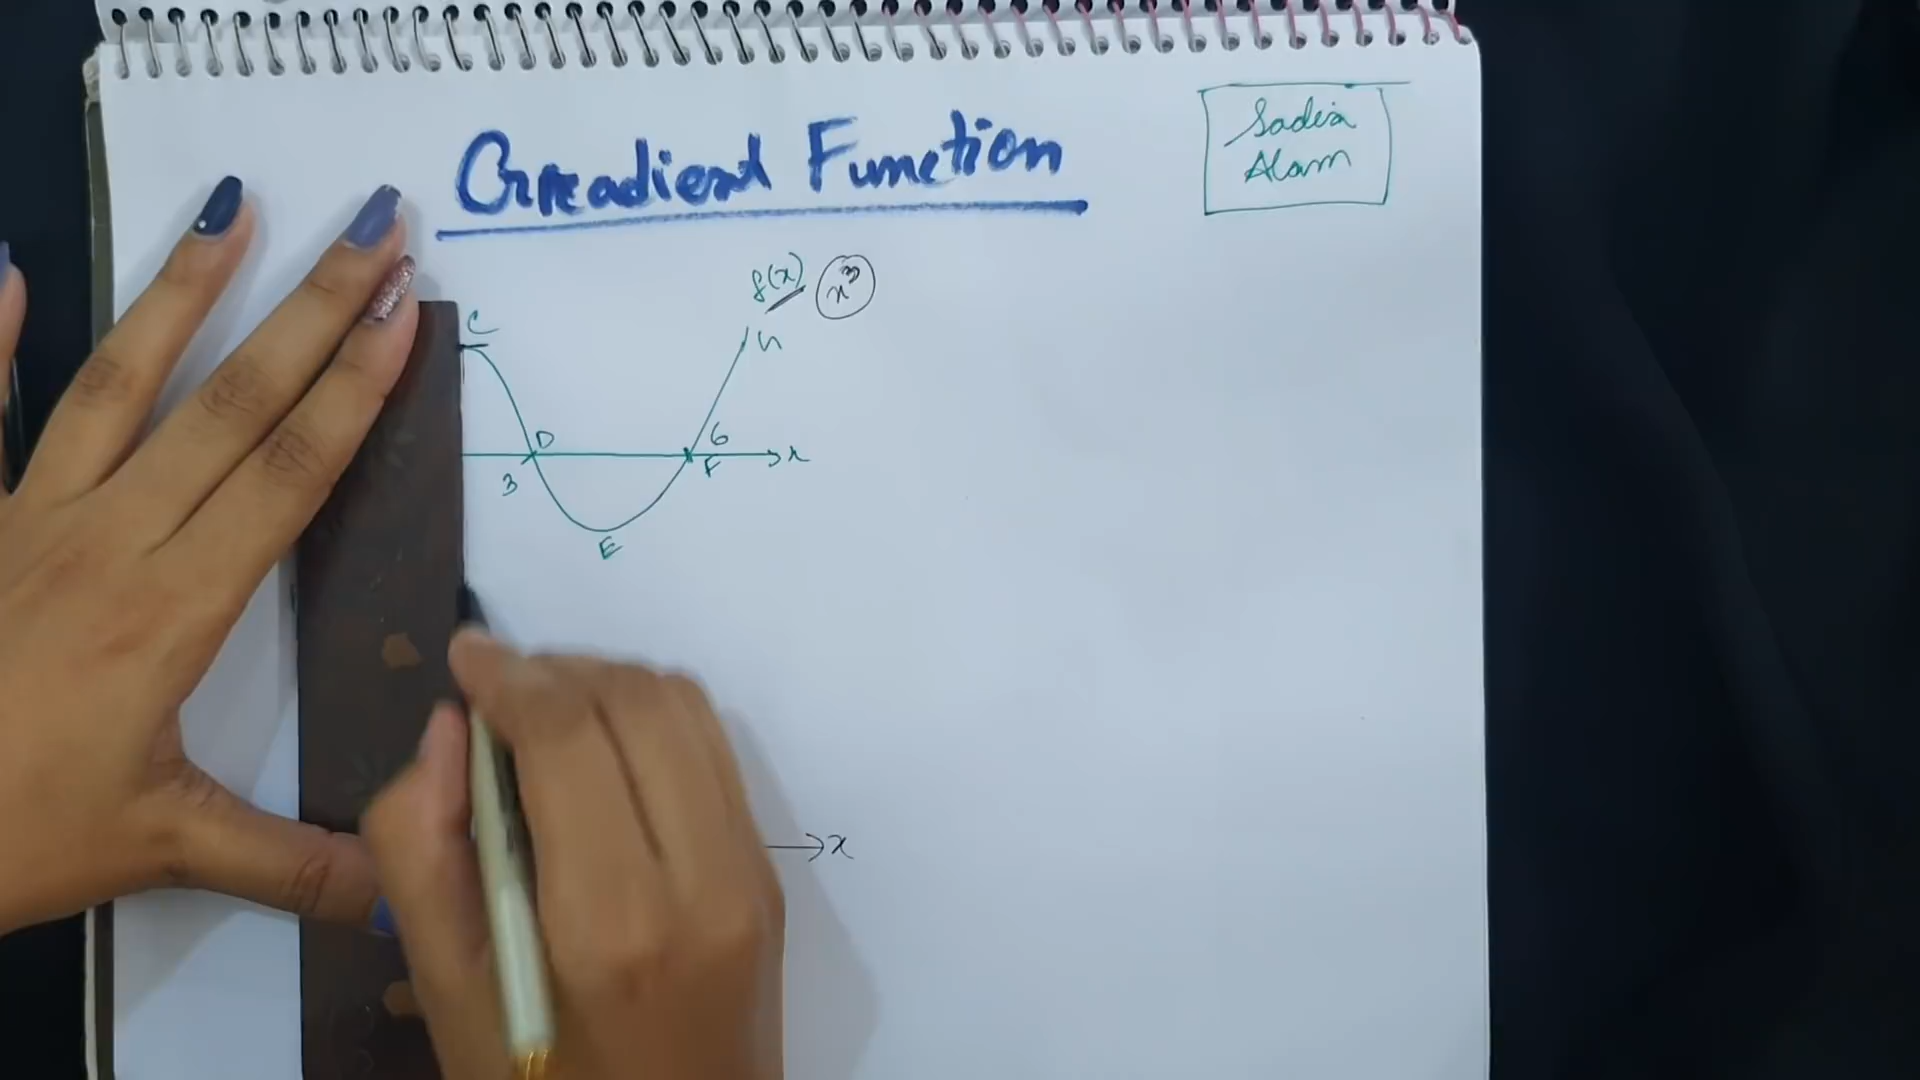 Gradient Function
Sadia
Alam
f(x) x³
C
D
6
F
x
3
E
x